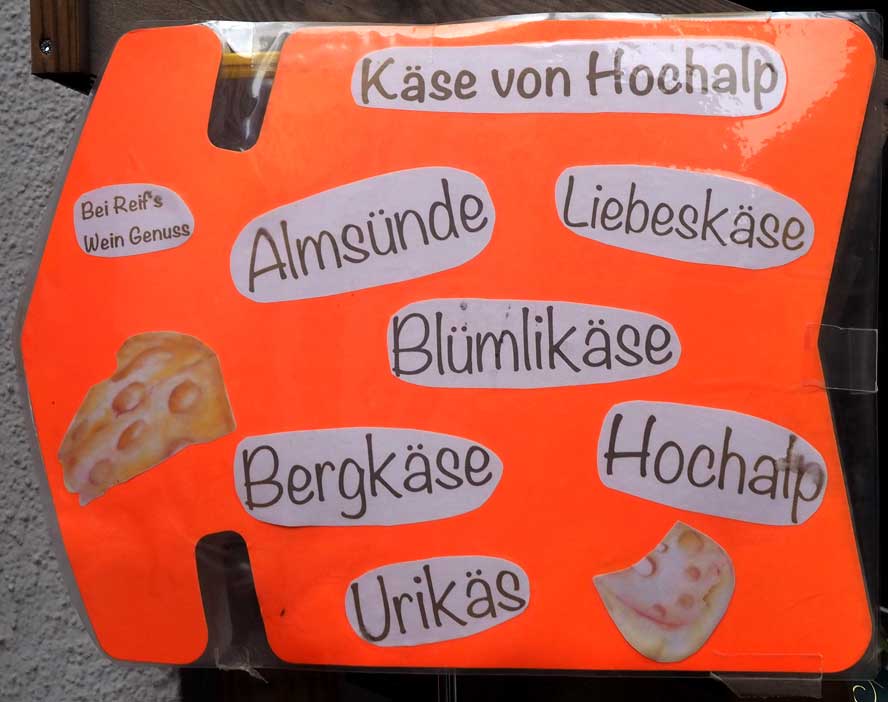 Käse von Hochalp
Bei Reif's
Wein Genuss
Almsünde
Liebeskäse
Blümlikäse
Bergkäse
Hochalp
Urikäs